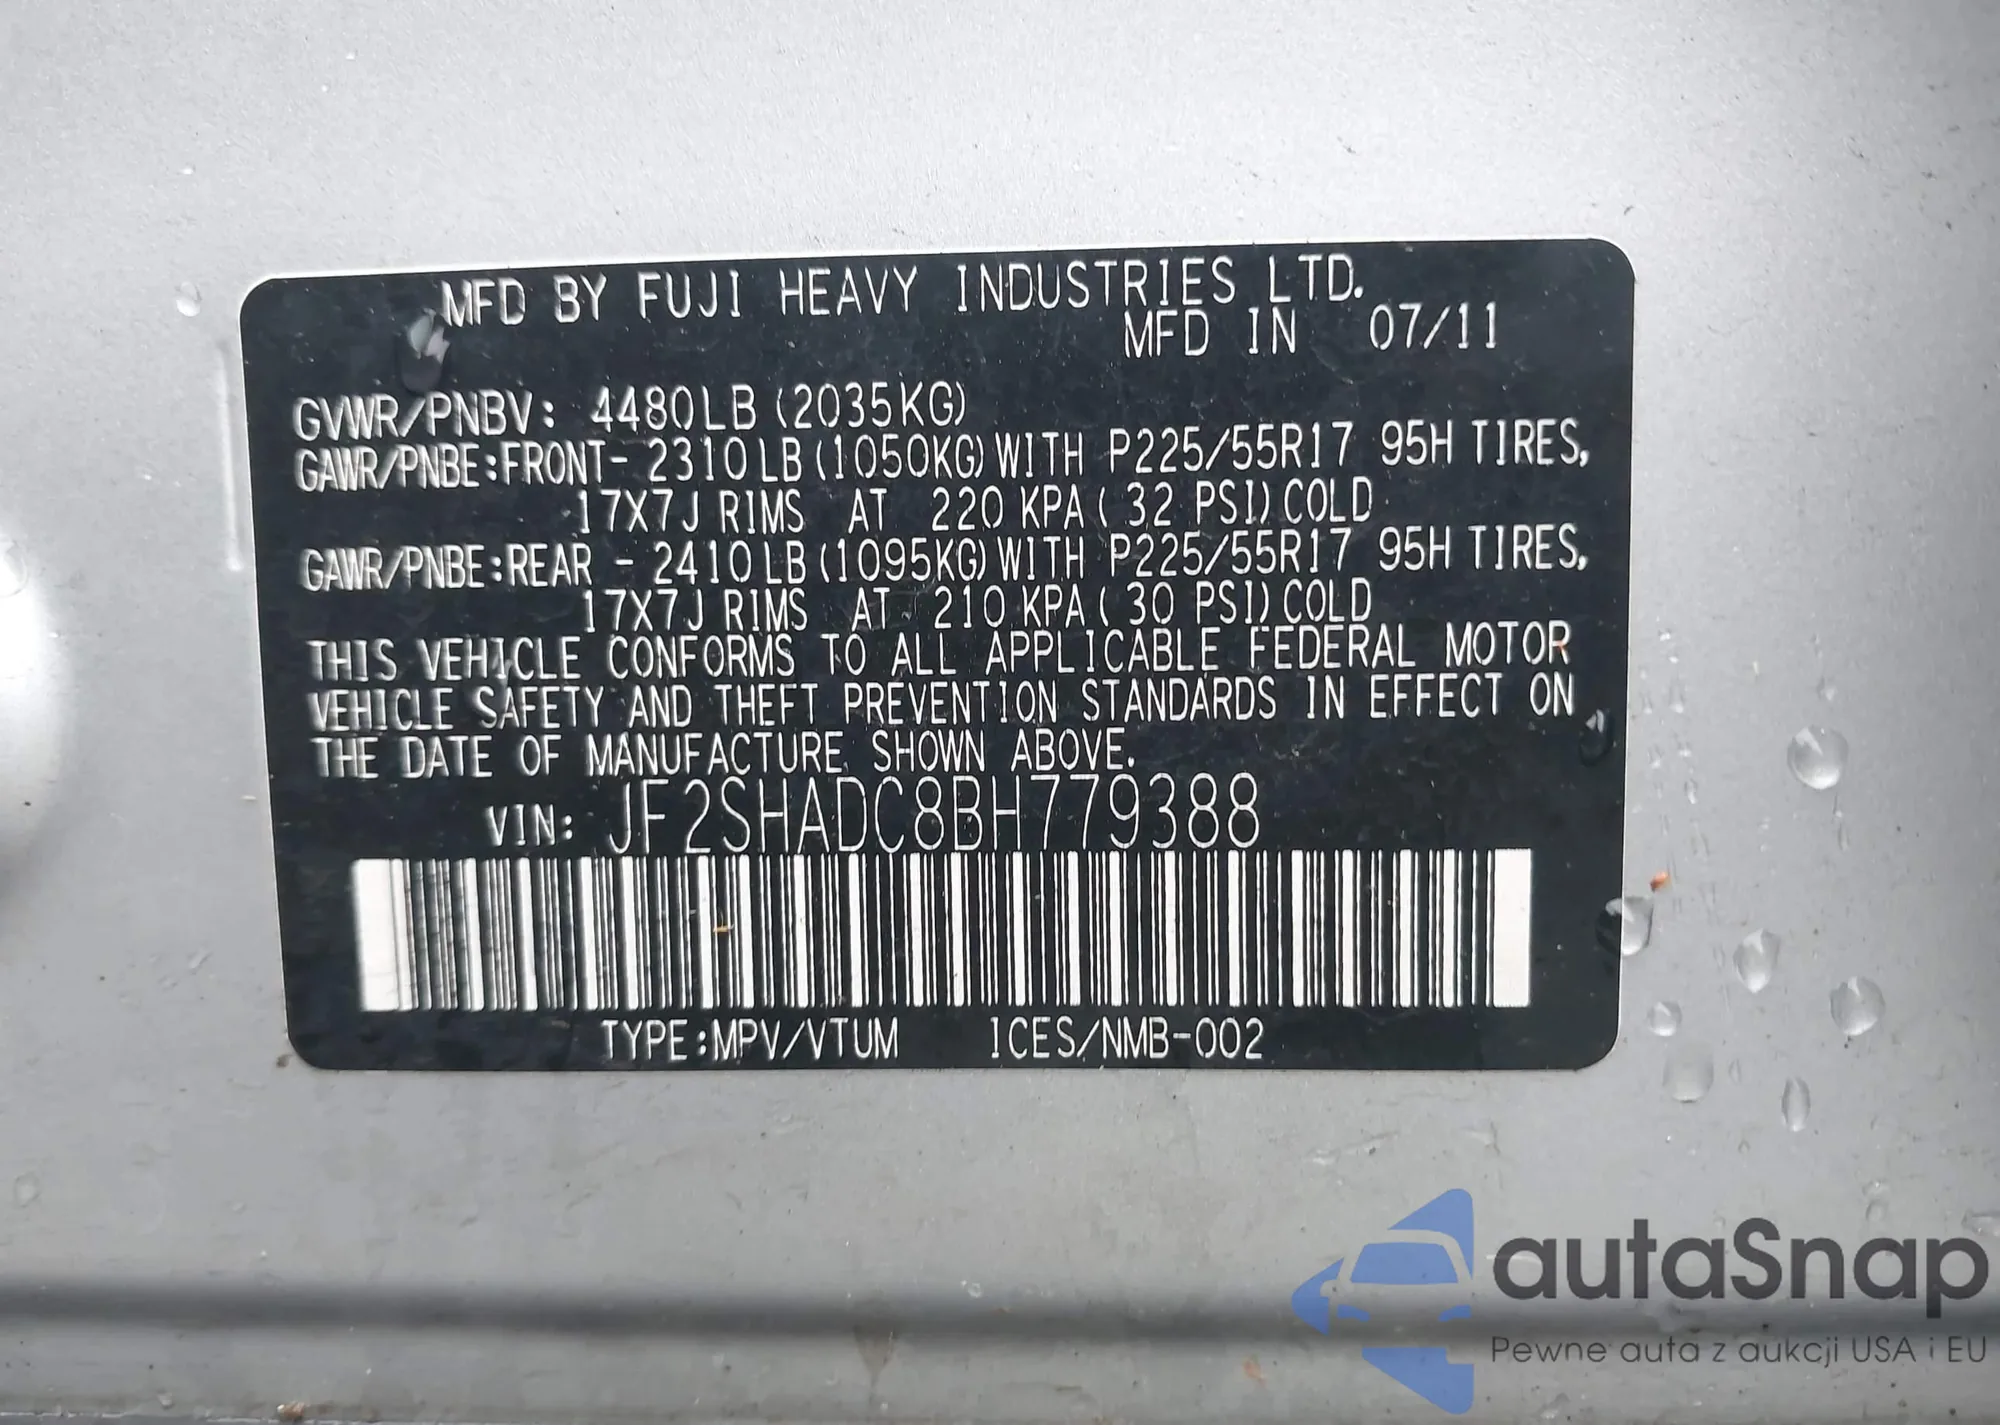 MFD BY FUJI HEAVY INDUSTRIES LTD.
MFD IN 07/11
GVWR/PNBV: 4480LB (2035KG)
GAWR/PNBE:FRONT- 2310LB(1050KG)WITH P225/55R17 95H TIRES,
17X7J RIMS AT 220 KPA( 32 PSI)COLD
GAWR/PNBE:REAR - 2410LB(1095KG)WITH P225/55R17 95H TIRES,
17X7J RIMS AT 210 KPA( 30 PSI)COLD
THIS VEHICLE CONFORMS TO ALL APPLICABLE FEDERAL MOTOR
VEHICLE SAFETY AND THEFT PREVENTION STANDARDS IN EFFECT ON
THE DATE OF MANUFACTURE SHOWN ABOVE.
VIN: JF2SHADC8BH779388
TYPE:MPV/VTUM ICES/NMB-002
autaSnap
Pewne auta z aukcji USA i EU